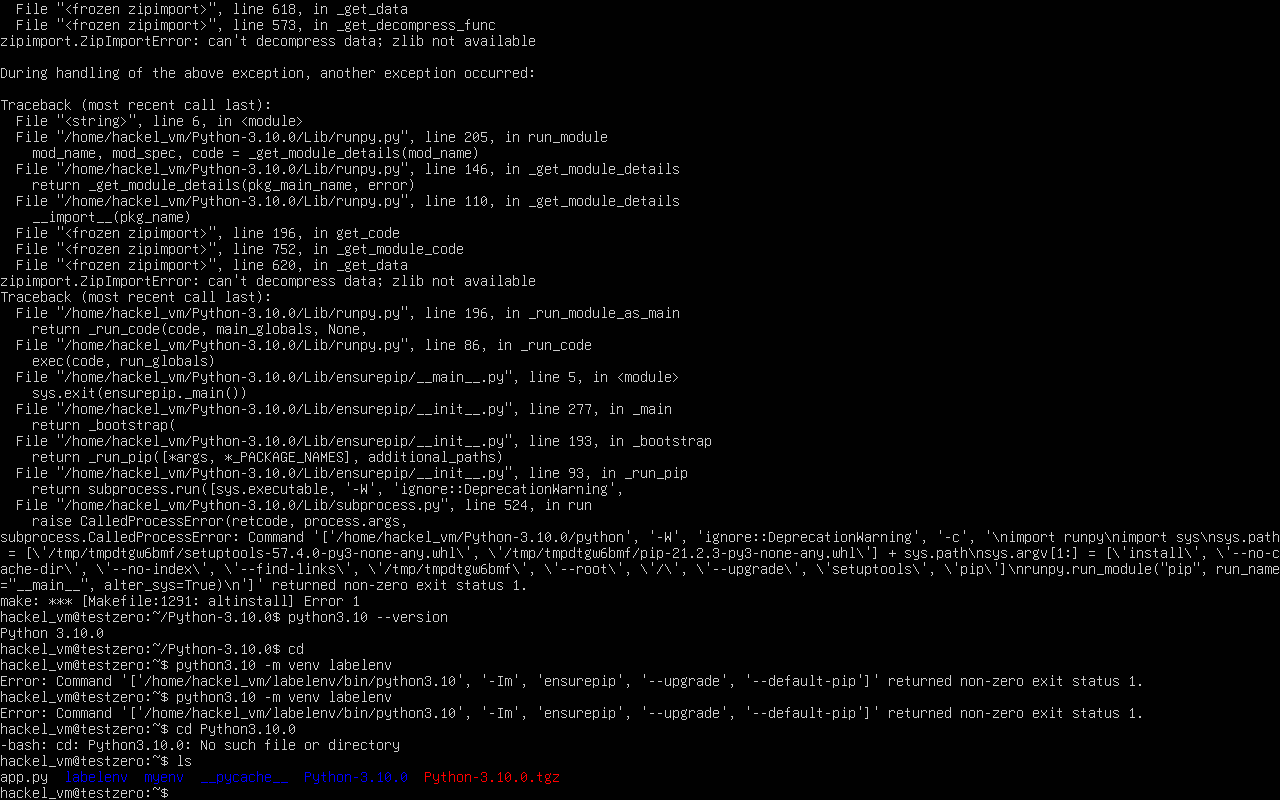 File "<frozen zipimport>", line 618, in _get_data
  File "<frozen zipimport>", line 573, in _get_decompress_func
zipimport.ZipImportError: can't decompress data; zlib not available

During handling of the above exception, another exception occurred:

Traceback (most recent call last):
  File "<string>", line 6, in <module>
  File "/home/hackel_vm/Python-3.10.0/Lib/runpy.py", line 205, in run_module
    mod_name, mod_spec, code = _get_module_details(mod_name)
  File "/home/hackel_vm/Python-3.10.0/Lib/runpy.py", line 146, in _get_module_details
    return _get_module_details(pkg_main_name, error)
  File "/home/hackel_vm/Python-3.10.0/Lib/runpy.py", line 110, in _get_module_details
    __import__(pkg_name)
  File "<frozen zipimport>", line 196, in get_code
  File "<frozen zipimport>", line 752, in _get_module_code
  File "<frozen zipimport>", line 620, in _get_data
zipimport.ZipImportError: can't decompress data; zlib not available
Traceback (most recent call last):
  File "/home/hackel_vm/Python-3.10.0/Lib/runpy.py", line 196, in _run_module_as_main
    return _run_code(code, main_globals, None,
  File "/home/hackel_vm/Python-3.10.0/Lib/runpy.py", line 86, in _run_code
    exec(code, run_globals)
  File "/home/hackel_vm/Python-3.10.0/Lib/ensurepip/__main__.py", line 5, in <module>
    sys.exit(ensurepip._main())
  File "/home/hackel_vm/Python-3.10.0/Lib/ensurepip/__init__.py", line 277, in _main
    return _bootstrap(
  File "/home/hackel_vm/Python-3.10.0/Lib/ensurepip/__init__.py", line 193, in _bootstrap
    return _run_pip([*args, *_PACKAGE_NAMES], additional_paths)
  File "/home/hackel_vm/Python-3.10.0/Lib/ensurepip/__init__.py", line 93, in _run_pip
    return subprocess.run([sys.executable, '-W', 'ignore::DeprecationWarning',
  File "/home/hackel_vm/Python-3.10.0/Lib/subprocess.py", line 524, in run
    raise CalledProcessError(retcode, process.args,
subprocess.CalledProcessError: Command '['/home/hackel_vm/Python-3.10.0/python', '-W', 'ignore::DeprecationWarning', '-c', '\nimport runpy\nimport sys\nsys.path
 = [\'/tmp/tmpdtgw6bmf/setuptools-57.4.0-py3-none-any.whl\', \'/tmp/tmpdtgw6bmf/pip-21.2.3-py3-none-any.whl\'] + sys.path\nsys.argv[1:] = [\'install\', \'--no-c
ache-dir\', \'--no-index\', \'--find-links\', \'/tmp/tmpdtgw6bmf\', \'--root\', \'/\', \'--upgrade\', \'setuptools\', \'pip\']\nrunpy.run_module("pip", run_name
="__main__", alter_sys=True)\n']' returned non-zero exit status 1.
make: *** [Makefile:1291: altinstall] Error 1
hackel_vm@testzero:~/Python-3.10.0$ python3.10 --version
Python 3.10.0
hackel_vm@testzero:~/Python-3.10.0$ cd
hackel_vm@testzero:~$ python3.10 -m venv labelenv
Error: Command '['/home/hackel_vm/labelenv/bin/python3.10', '-Im', 'ensurepip', '--upgrade', '--default-pip']' returned non-zero exit status 1.
hackel_vm@testzero:~$ python3.10 -m venv labelenv
Error: Command '['/home/hackel_vm/labelenv/bin/python3.10', '-Im', 'ensurepip', '--upgrade', '--default-pip']' returned non-zero exit status 1.
hackel_vm@testzero:~$ cd Python3.10.0
-bash: cd: Python3.10.0: No such file or directory
hackel_vm@testzero:~$ ls
app.py  labelenv  myenv  __pycache__  Python-3.10.0  Python-3.10.0.tgz
hackel_vm@testzero:~$